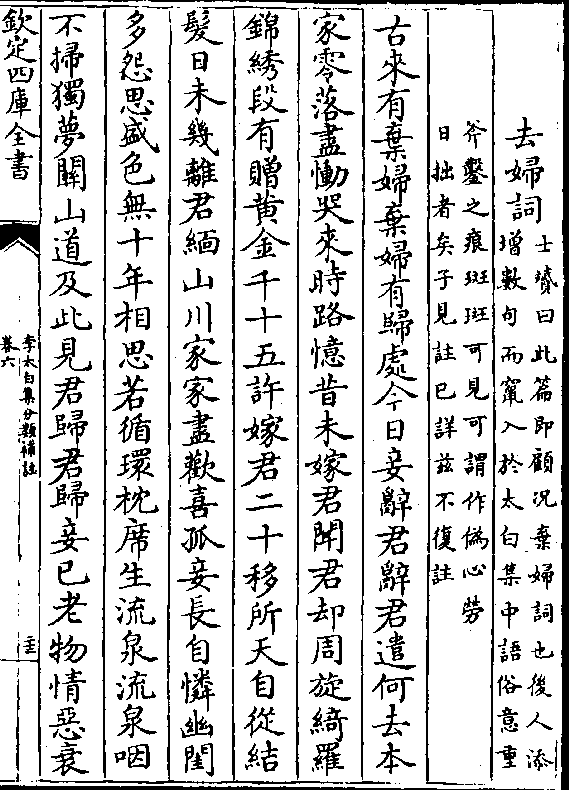 去婦詞士贇曰此篇即顧況棄婦詞也後人添
增數句而竄入於太白集中語俗意重
斧鑿之痕斑斑可見可謂作偽心勞
日拙者矣子見註已詳兹不復註
古來有棄婦棄婦有歸處今日妾辭君辭君遣何去本
家零落盡慟哭來時路憶昔未嫁君聞君却周旋綺羅
錦綉段有贈黄金千十五許嫁君二十移所天自從結
髮日未幾離君緬山川家家盡歡喜孤妾長自憐幽閨
多怨思盛色無十年相思若循環枕席生流泉流泉咽
不掃獨夢關山道及此見君歸君歸妾已老物情惡衰
欽定四庫全書
李太白集分類補註
卷六